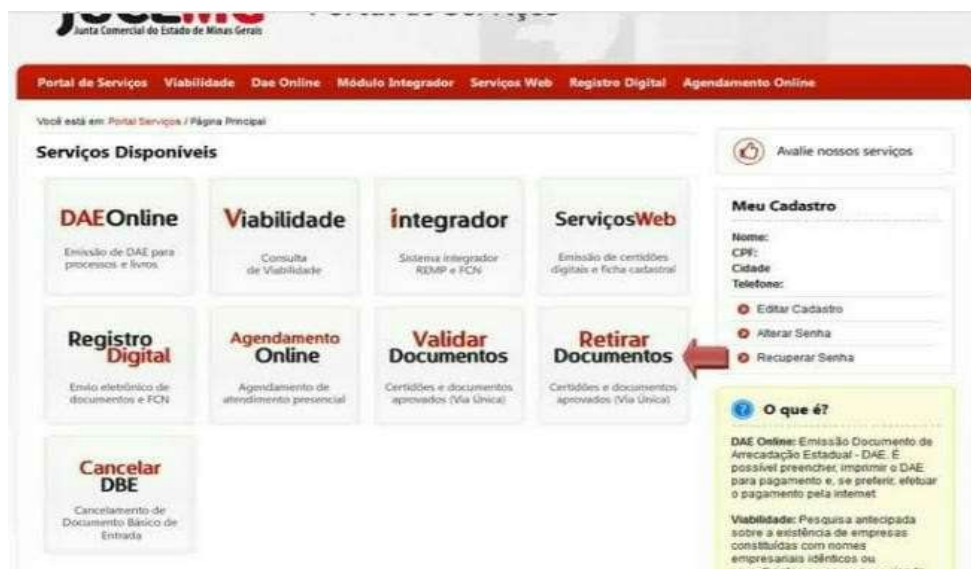 JUCEMG
Junta Comercial do Estado de Minas Gerais
Portal de Serviços
Portal de Serviços Viabilidade Dae Online Módulo Integrador Serviços Web Registro Digital Agendamento Online
Você está em: Portal Serviços / Página Principal
Serviços Disponíveis
DAEOnline
Emissão de DAE para
processos e livros
Viabilidade
Consulta
de Viabilidade
integrador
Sistema integrador
REMP e FCN
ServiçosWeb
Emissão de certidões
digitais e ficha cadastral
Registro
Digital
Envio eletrônico de
documentos e FCN
Agendamento
Online
Agendamento de
atendimento presencial
Validar
Documentos
Certidões e documentos
aprovados (Via Única)
Retirar
Documentos
Certidões e documentos
aprovados (Via Única)
Cancelar
DBE
Cancelamento de
Documento Básico de
Entrada
Avalie nossos serviços
Meu Cadastro
Nome:
CPF:
Cidade
Telefone:
Editar Cadastro
Alterar Senha
Recuperar Senha
O que é?
DAE Online: Emissão Documento de
Arrecadação Estadual - DAE. É
possível preencher, imprimir o DAE
para pagamento e, se preferir, efetuar
o pagamento pela internet
Viabilidade: Pesquisa antecipada
sobre a existência de empresas
constituídas com nomes
empresariais idênticos ou